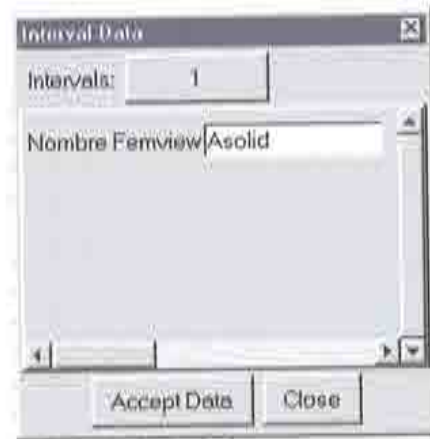 Interval Data
Intervals: 1
Nombre Femview Asolid
Accept Data Close